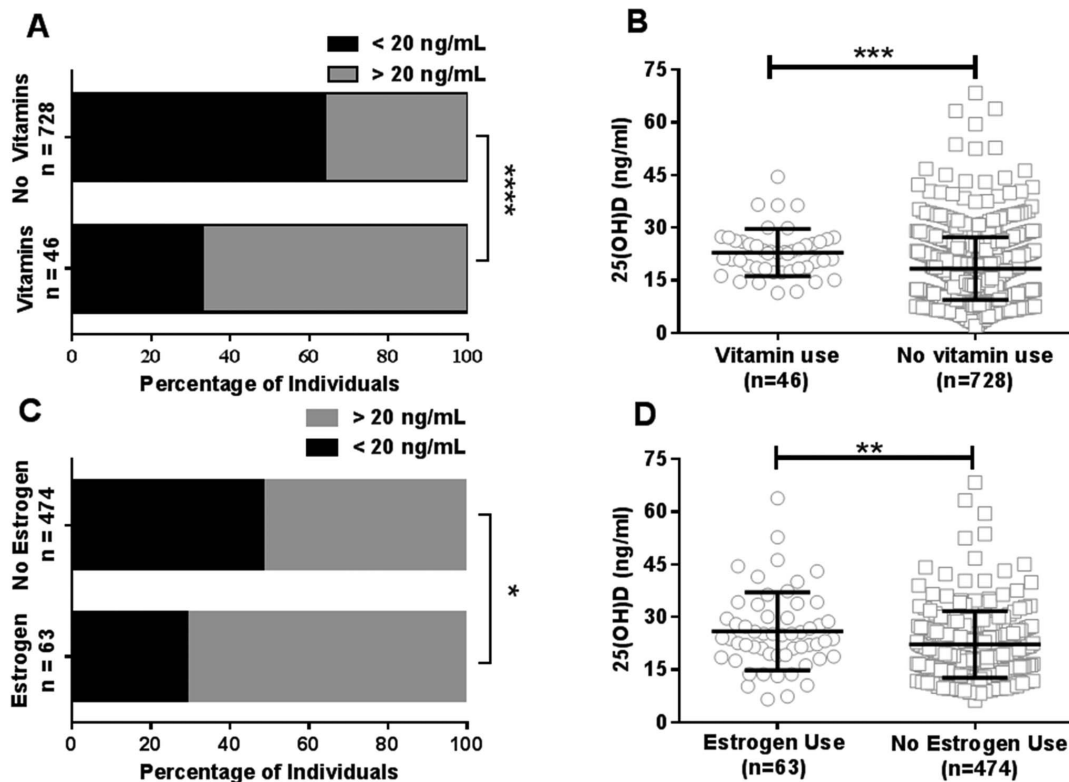 A
< 20 ng/mL
> 20 ng/mL
No Vitamins
n = 728
Vitamins
n = 46
****
0 20 40 60 80 100
Percentage of Individuals
B
***
25(OH)D (ng/ml)
75
60
45
30
15
0
Vitamin use
(n=46)
No vitamin use
(n=728)
C
> 20 ng/mL
< 20 ng/mL
No Estrogen
n = 474
Estrogen
n = 63
*
0 20 40 60 80 100
Percentage of Individuals
D
**
25(OH)D (ng/ml)
75
60
45
30
15
0
Estrogen Use
(n=63)
No Estrogen Use
(n=474)